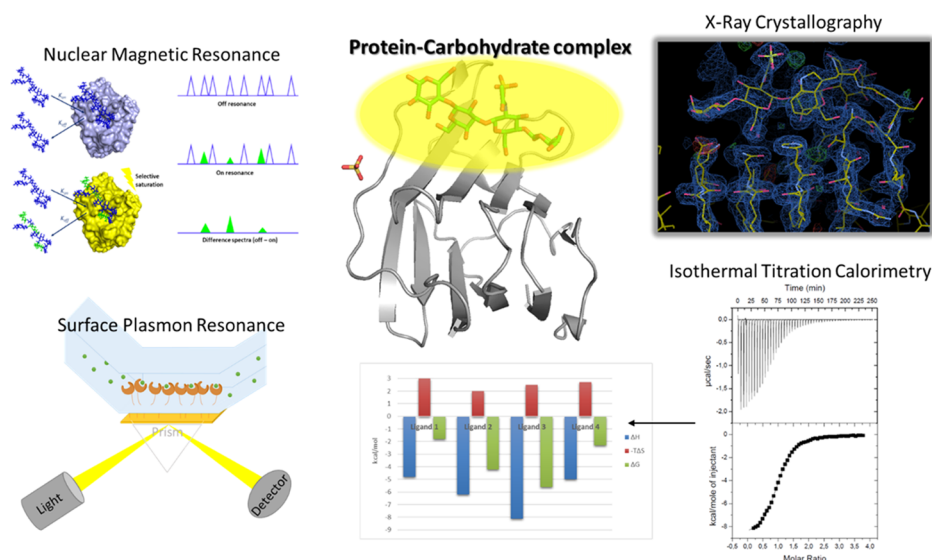 Nuclear Magnetic Resonance
Off resonance
On resonance
Selective
saturation
Difference spectra (off – on)
Protein-Carbohydrate complex
X-Ray Crystallography
Surface Plasmon Resonance
Prism
Light
Detector
3
2
1
0
-1
-2
-3
-4
-5
-6
-7
-8
-9
kcal/mol
Ligand 1
Ligand 2
Ligand 3
Ligand 4
ΔH
-TΔS
ΔG
Isothermal Titration Calorimetry
Time (min)
0 25 50 75 100 125 150 175 200 225 250
0,0
-0,5
-1,0
-1,5
-2,0
µcal/sec
0
-2
-4
-6
-8
kcal/mole of injectant
-0,5 0,0 0,5 1,0 1,5 2,0 2,5 3,0 3,5 4,0
Molar Ratio